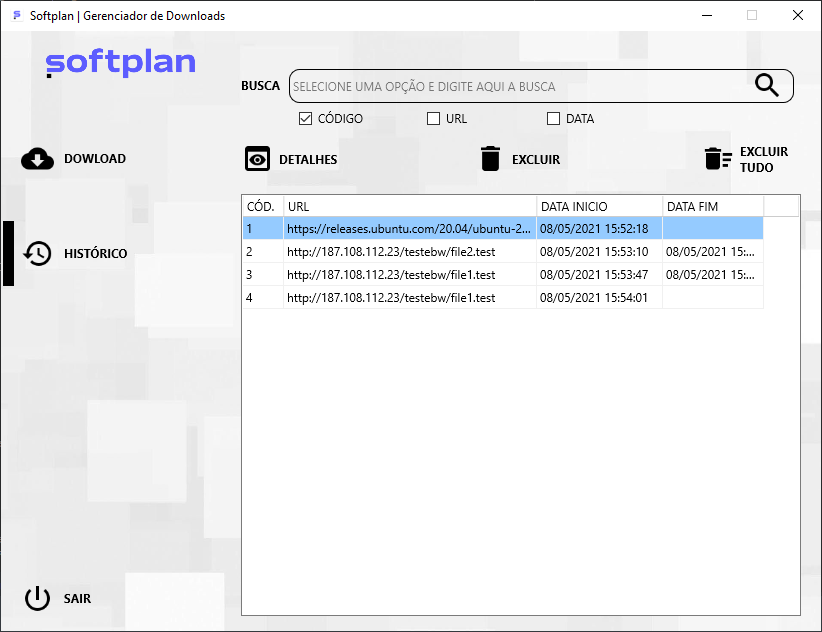 Softplan | Gerenciador de Downloads
softplan
BUSCA SELECIONE UMA OPÇÃO E DIGITE AQUI A BUSCA
CÓDIGO URL DATA
DOWLOAD
DETALHES EXCLUIR EXCLUIR TUDO
HISTÓRICO
CÓD. URL DATA INICIO DATA FIM
1 https://releases.ubuntu.com/20.04/ubuntu-2... 08/05/2021 15:52:18
2 http://187.108.112.23/testebw/file2.test 08/05/2021 15:53:10 08/05/2021 15:...
3 http://187.108.112.23/testebw/file1.test 08/05/2021 15:53:47 08/05/2021 15:...
4 http://187.108.112.23/testebw/file1.test 08/05/2021 15:54:01
SAIR